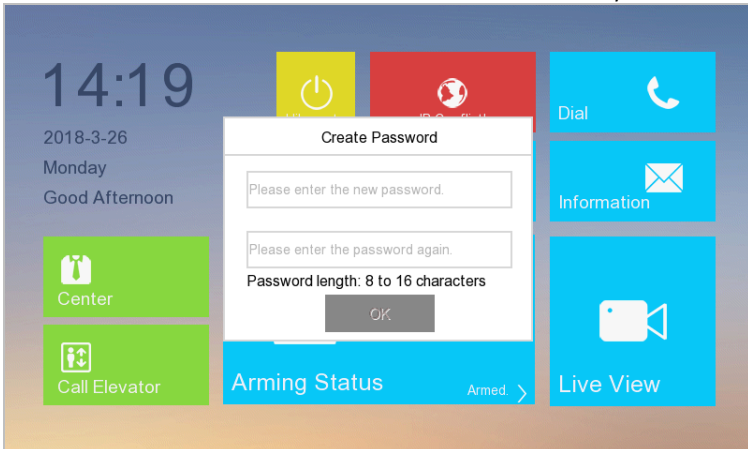 14:19
2018-3-26
Monday
Good Afternoon
Dial
Information
Create Password
Please enter the new password.
Please enter the password again.
Password length: 8 to 16 characters
OK
Center
Call Elevator
Arming Status
Armed.
Live View